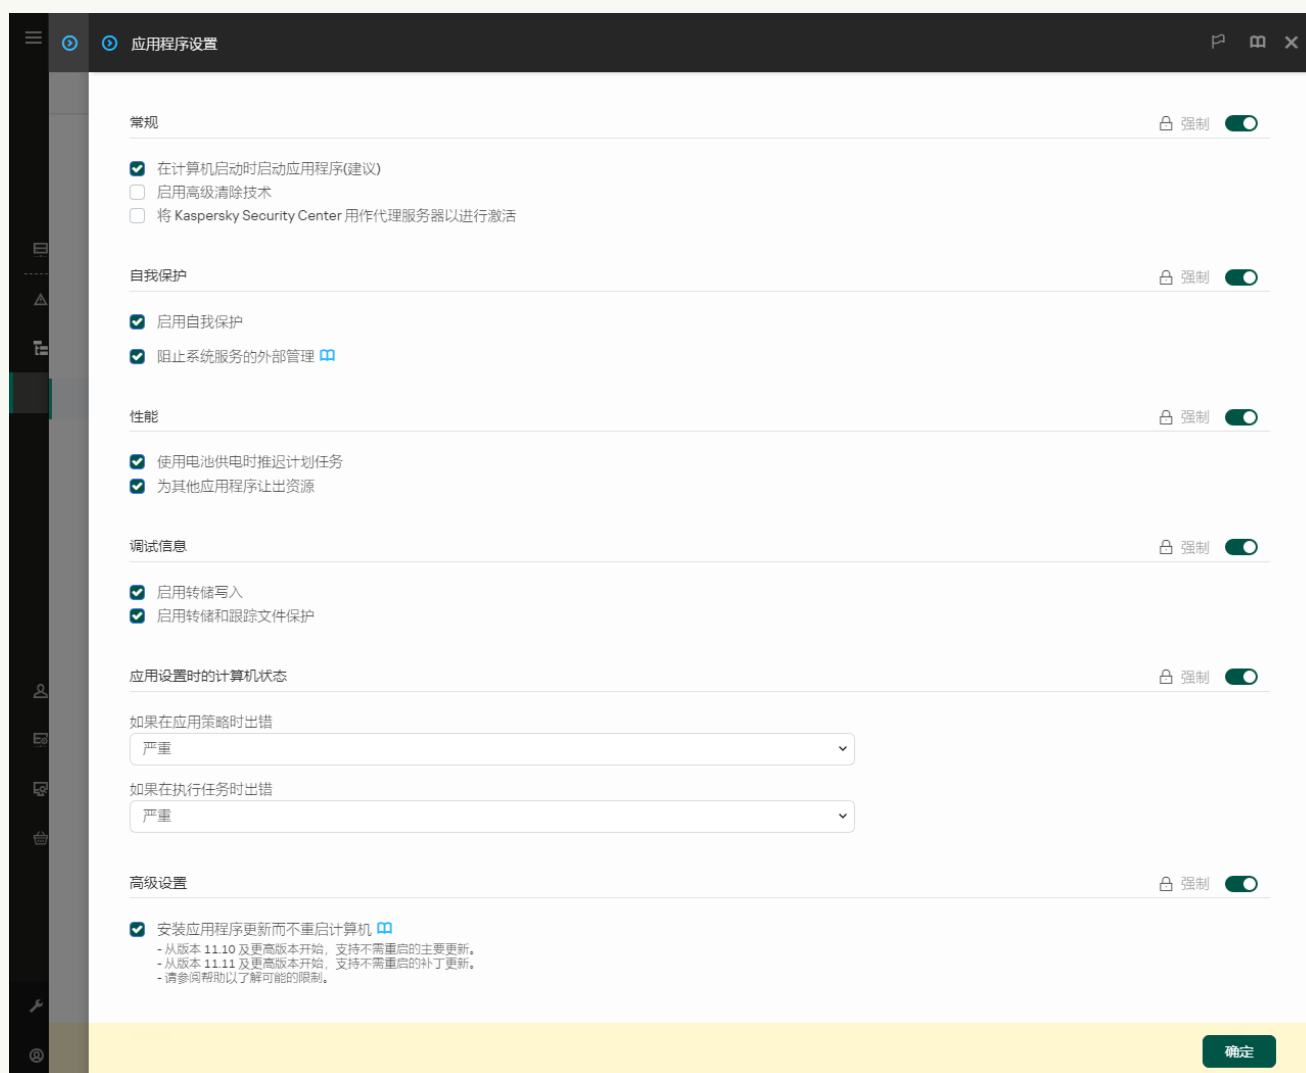 应用程序设置
常规
强制
在计算机启动时启动应用程序(建议)
启用高级清除技术
将 Kaspersky Security Center 用作代理服务器以进行激活
自我保护
强制
启用自我保护
阻止系统服务的外部管理
性能
强制
使用电池供电时推迟计划任务
为其他应用程序让出资源
调试信息
强制
启用转储写入
启用转储和跟踪文件保护
应用设置时的计算机状态
强制
如果在应用策略时出错
严重
如果在执行任务时出错
严重
高级设置
强制
安装应用程序更新而不重启计算机
- 从版本 11.10 及更高版本开始，支持不需重启的主要更新。
- 从版本 11.11 及更高版本开始，支持不需重启的补丁更新。
- 请参阅帮助以了解可能的限制。
确定